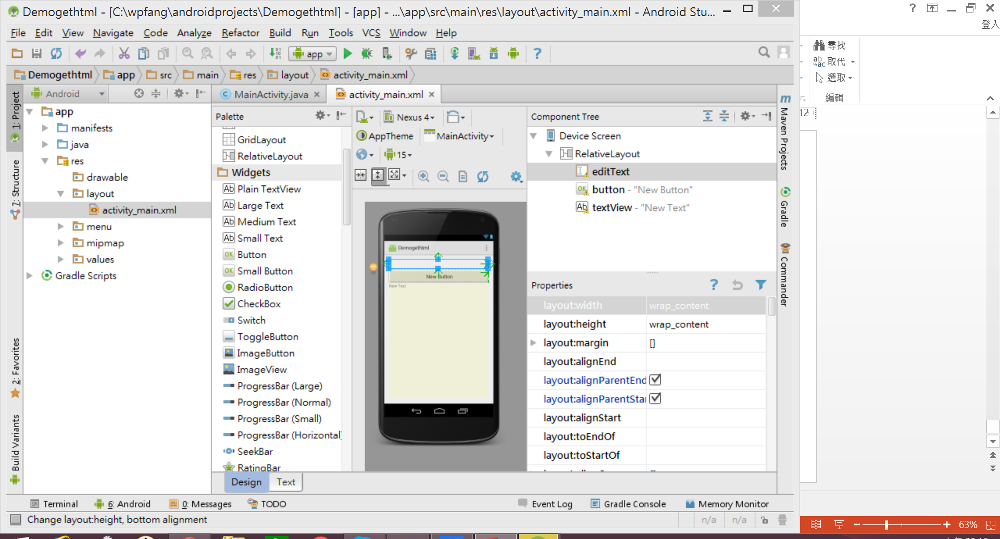 Demogethtml - [C:\wpfang\androidprojects\Demogethtml] - [app] - ...\app\src\main\res\layout\activity_main.xml - Android Stu...
File Edit View Navigate Code Analyze Refactor Build Run Tools VCS Window Help
app
Demogethtml app src main res layout activity_main.xml
1: Project
7: Structure
2: Favorites
Build Variants
Android
app
manifests
java
res
drawable
layout
activity_main.xml
menu
mipmap
values
Gradle Scripts
MainActivity.java
activity_main.xml
Palette
GridLayout
RelativeLayout
Widgets
Plain TextView
Large Text
Medium Text
Small Text
Button
Small Button
RadioButton
CheckBox
Switch
ToggleButton
ImageButton
ImageView
ProgressBar (Large)
ProgressBar (Normal)
ProgressBar (Small)
ProgressBar (Horizontal)
SeekBar
RatingBar
Design Text
Nexus 4
AppTheme MainActivity
15
Demogethtml
New Button
New Text
Component Tree
Device Screen
RelativeLayout
editText
button - "New Button"
textView - "New Text"
Properties
layout:width wrap_content
layout:height wrap_content
layout:margin []
layout:alignEnd
layout:alignParentEnd
layout:alignParentStar
layout:alignStart
layout:toEndOf
layout:toStartOf
Maven Projects
Gradle
Commander
Terminal 6: Android 0: Messages TODO Event Log Gradle Console Memory Monitor
Change layout:height, bottom alignment n/a n/a
登入
尋找
取代
選取
編輯
12
63%